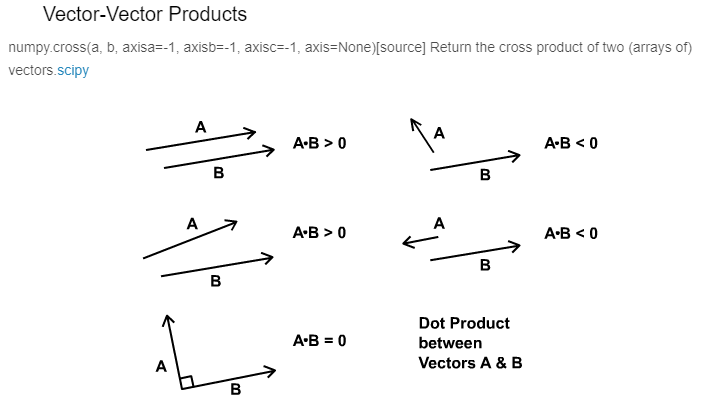 Vector-Vector Products
numpy.cross(a, b, axisa=-1, axisb=-1, axisc=-1, axis=None)[source] Return the cross product of two (arrays of)
vectors.scipy
A
B
A•B > 0
A
B
A•B < 0
A
B
A•B > 0
A
B
A•B < 0
A
B
A•B = 0
Dot Product
between
Vectors A & B